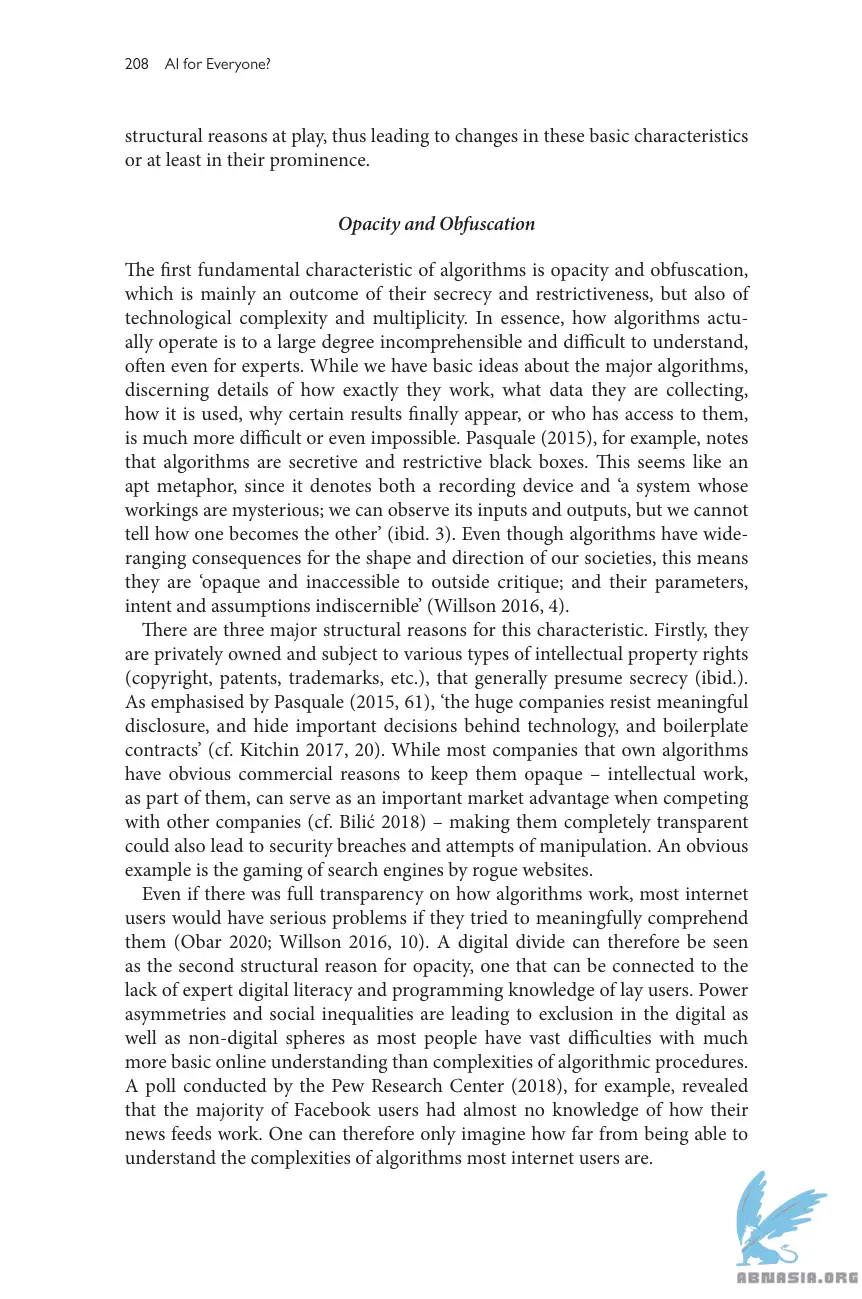 208 AI for Everyone?
structural reasons at play, thus leading to changes in these basic characteristics
or at least in their prominence.
Opacity and Obfuscation
The first fundamental characteristic of algorithms is opacity and obfuscation,
which is mainly an outcome of their secrecy and restrictiveness, but also of
technological complexity and multiplicity. In essence, how algorithms actu-
ally operate is to a large degree incomprehensible and difficult to understand,
often even for experts. While we have basic ideas about the major algorithms,
discerning details of how exactly they work, what data they are collecting,
how it is used, why certain results finally appear, or who has access to them,
is much more difficult or even impossible. Pasquale (2015), for example, notes
that algorithms are secretive and restrictive black boxes. This seems like an
apt metaphor, since it denotes both a recording device and ‘a system whose
workings are mysterious; we can observe its inputs and outputs, but we cannot
tell how one becomes the other’ (ibid. 3). Even though algorithms have wide-
ranging consequences for the shape and direction of our societies, this means
they are ‘opaque and inaccessible to outside critique; and their parameters,
intent and assumptions indiscernible’ (Willson 2016, 4).
There are three major structural reasons for this characteristic. Firstly, they
are privately owned and subject to various types of intellectual property rights
(copyright, patents, trademarks, etc.), that generally presume secrecy (ibid.).
As emphasised by Pasquale (2015, 61), ‘the huge companies resist meaningful
disclosure, and hide important decisions behind technology, and boilerplate
contracts’ (cf. Kitchin 2017, 20). While most companies that own algorithms
have obvious commercial reasons to keep them opaque – intellectual work,
as part of them, can serve as an important market advantage when competing
with other companies (cf. Bilić 2018) – making them completely transparent
could also lead to security breaches and attempts of manipulation. An obvious
example is the gaming of search engines by rogue websites.
Even if there was full transparency on how algorithms work, most internet
users would have serious problems if they tried to meaningfully comprehend
them (Obar 2020; Willson 2016, 10). A digital divide can therefore be seen
as the second structural reason for opacity, one that can be connected to the
lack of expert digital literacy and programming knowledge of lay users. Power
asymmetries and social inequalities are leading to exclusion in the digital as
well as non-digital spheres as most people have vast difficulties with much
more basic online understanding than complexities of algorithmic procedures.
A poll conducted by the Pew Research Center (2018), for example, revealed
that the majority of Facebook users had almost no knowledge of how their
news feeds work. One can therefore only imagine how far from being able to
understand the complexities of algorithms most internet users are.
ABNASIA.ORG